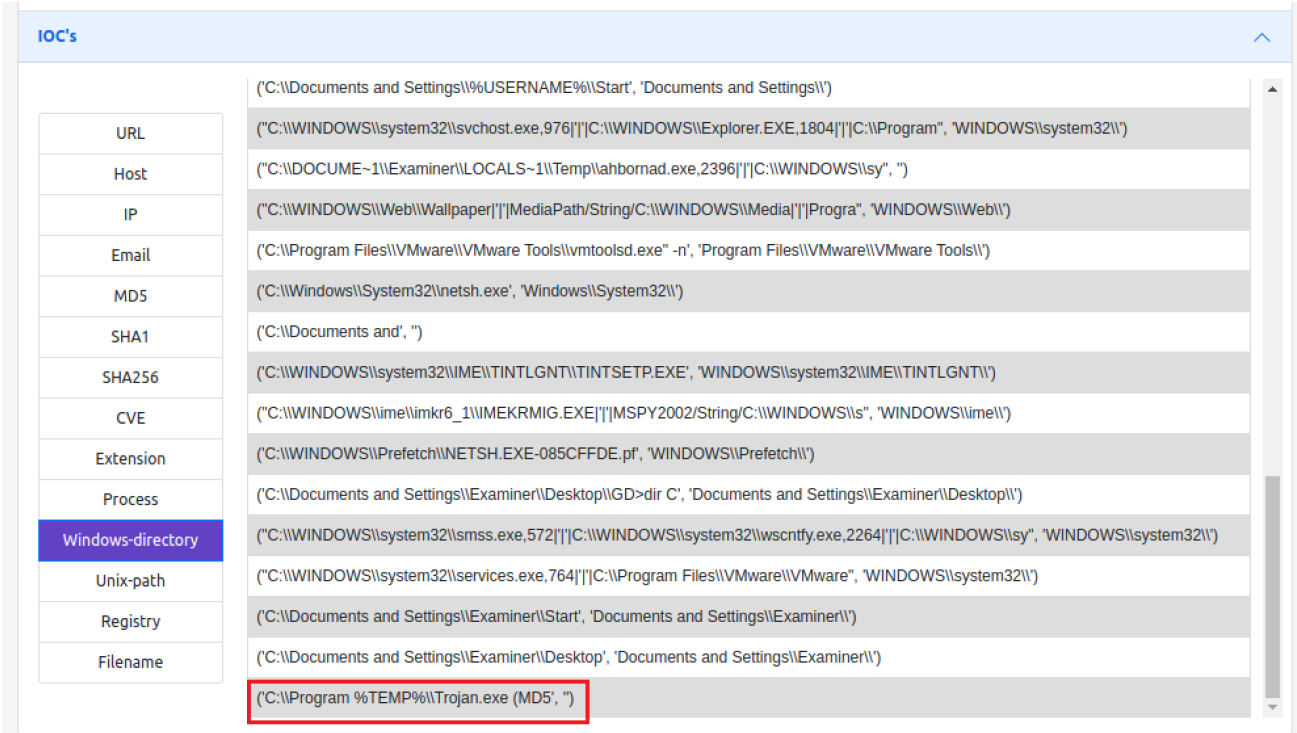 IOC's
('C:\\Documents and Settings\\%USERNAME%\\Start', 'Documents and Settings\\')
URL
("C:\\WINDOWS\\system32\\svchost.exe,976|'|'|C:\\WINDOWS\\Explorer.EXE,1804|'|'|C:\\Program", 'WINDOWS\\system32\\')
Host
("C:\\DOCUME~1\\Examiner\\LOCALS~1\\Temp\\ahbornad.exe,2396|'|'|C:\\WINDOWS\\sy", '')
IP
("C:\\WINDOWS\\Web\\Wallpaper|'|'|MediaPath/String/C:\\WINDOWS\\Media|'|'|Progra", 'WINDOWS\\Web\\')
Email
('C:\\Program Files\\VMware\\VMware Tools\\vmtoolsd.exe" -n', 'Program Files\\VMware\\VMware Tools\\')
MD5
('C:\\Windows\\System32\\netsh.exe', 'Windows\\System32\\')
SHA1
('C:\\Documents and', '')
SHA256
('C:\\WINDOWS\\system32\\IME\\TINTLGNT\\TINTSETP.EXE', 'WINDOWS\\system32\\IME\\TINTLGNT\\')
CVE
("C:\\WINDOWS\\ime\\imkr6_1\\IMEKRMIG.EXE|'|'|MSPY2002/String/C:\\WINDOWS\\s", 'WINDOWS\\ime\\')
Extension
('C:\\WINDOWS\\Prefetch\\NETSH.EXE-085CFFDE.pf', 'WINDOWS\\Prefetch\\')
Process
('C:\\Documents and Settings\\Examiner\\Desktop\\GD>dir C', 'Documents and Settings\\Examiner\\Desktop\\')
Windows-directory
("C:\\WINDOWS\\system32\\smss.exe,572|'|'|C:\\WINDOWS\\system32\\wscntfy.exe,2264|'|'|C:\\WINDOWS\\sy", 'WINDOWS\\system32\\')
Unix-path
("C:\\WINDOWS\\system32\\services.exe,764|'|'|C:\\Program Files\\VMware\\VMware", 'WINDOWS\\system32\\')
Registry
('C:\\Documents and Settings\\Examiner\\Start', 'Documents and Settings\\Examiner\\')
Filename
('C:\\Documents and Settings\\Examiner\\Desktop', 'Documents and Settings\\Examiner\\')
('C:\\Program %TEMP%\\Trojan.exe (MD5', '')